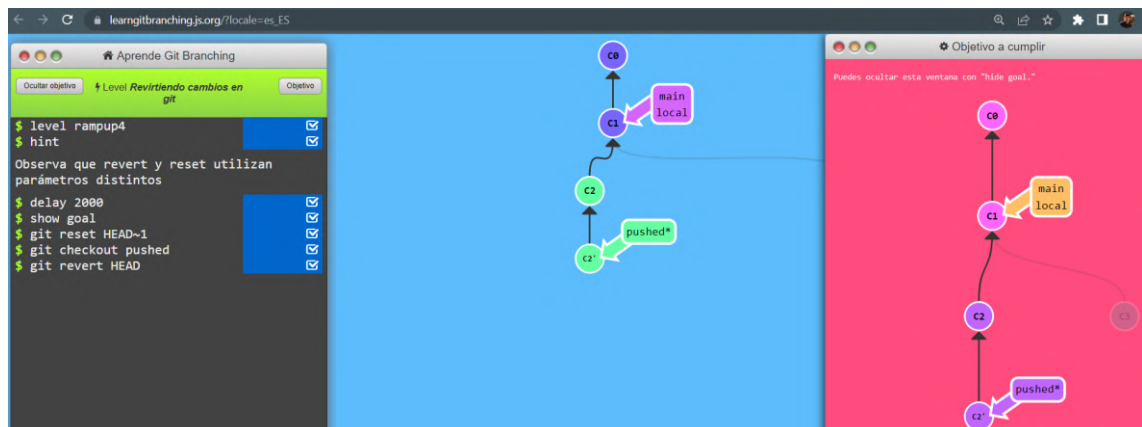 learngitbranching.js.org/?locale=es_ES
Aprende Git Branching
Ocultar objetivo
Level Revirtiendo cambios en
git
Objetivo
$ level rampup4
$ hint
Observa que revert y reset utilizan
parámetros distintos
$ delay 2000
$ show goal
$ git reset HEAD~1
$ git checkout pushed
$ git revert HEAD
C0
main
local
C1
C2
pushed*
C2'
Objetivo a cumplir
Puedes ocultar esta ventana con "hide goal."
C0
main
local
C1
C2
C3
pushed*
C2'